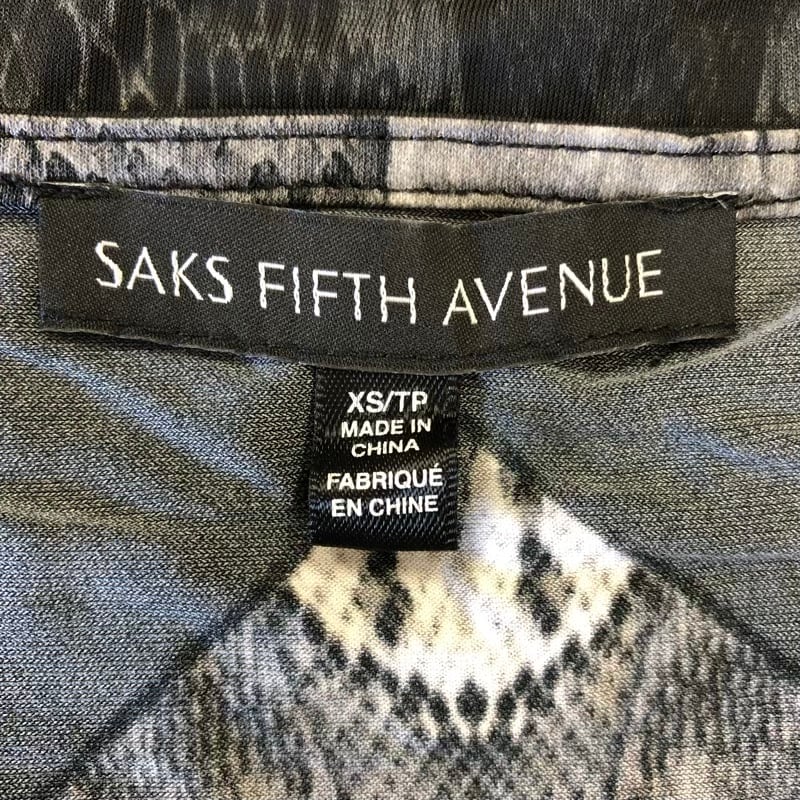 SAKS FIFTH AVENUE
XS/TP
MADE IN
CHINA
FABRIQUÉ
EN CHINE